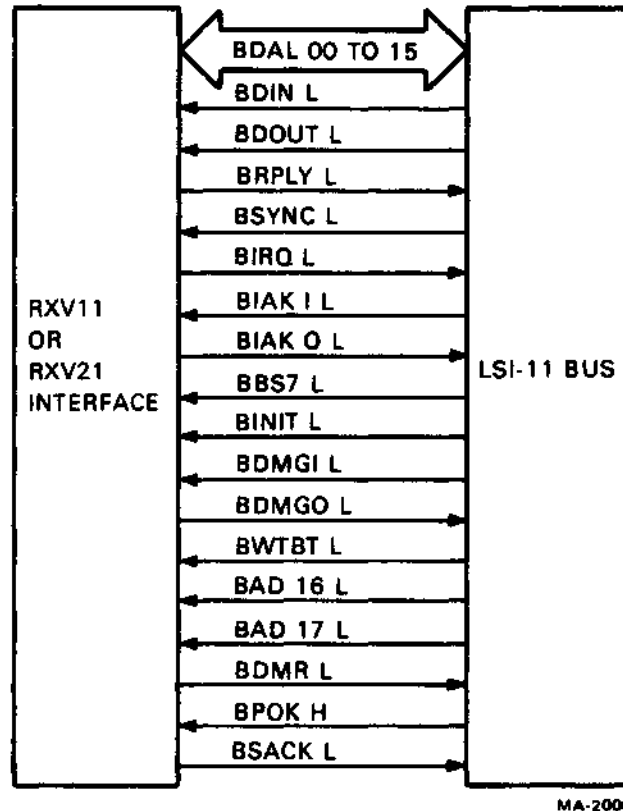 BDAL 00 TO 15
BDIN L
BDOUT L
BRPLY L
BSYNC L
BIRQ L
BIAK I L
BIAK O L
BBS7 L
BINIT L
BDMGI L
BDMGO L
BWTBT L
BAD 16 L
BAD 17 L
BDMR L
BPOK H
BSACK L
RXV11
OR
RXV21
INTERFACE
LSI-11 BUS